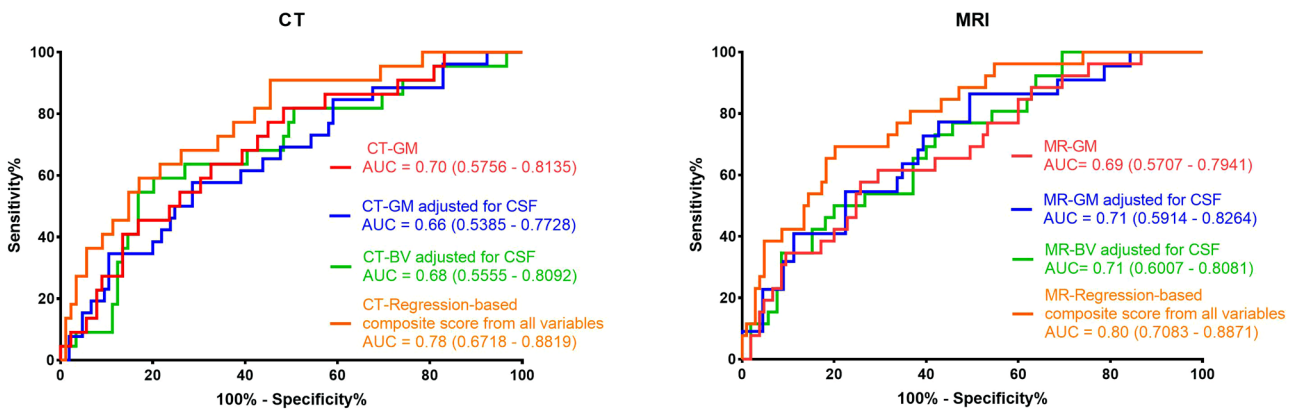 CT
Sensitivity%
100
80
60
40
20
0
0 20 40 60 80 100
100% - Specificity%
CT-GM
AUC = 0.70 (0.5756 - 0.8135)
CT-GM adjusted for CSF
AUC = 0.66 (0.5385 - 0.7728)
CT-BV adjusted for CSF
AUC = 0.68 (0.5555 - 0.8092)
CT-Regression-based
composite score from all variables
AUC = 0.78 (0.6718 - 0.8819)
MRI
Sensitivity%
100
80
60
40
20
0
0 20 40 60 80 100
100% - Specificity%
MR-GM
AUC= 0.69 (0.5707 - 0.7941)
MR-GM adjusted for CSF
AUC = 0.71 (0.5914 - 0.8264)
MR-BV adjusted for CSF
AUC= 0.71 (0.6007 - 0.8081)
MR-Regression-based
composite score from all variables
AUC = 0.80 (0.7083 - 0.8871)